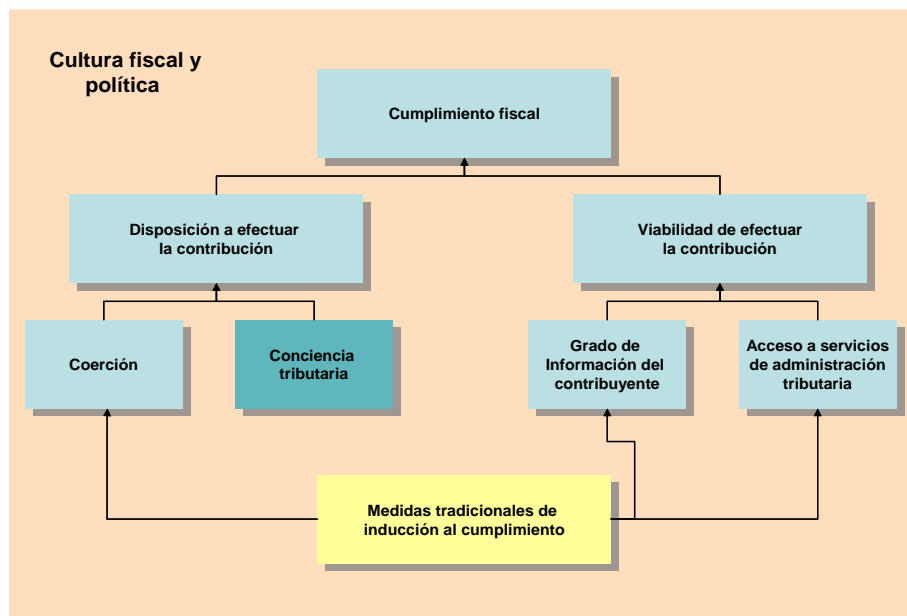 Cultura fiscal y
política
Cumplimiento fiscal
Disposición a efectuar
la contribución
Viabilidad de efectuar
la contribución
Coerción
Conciencia
tributaria
Grado de
Información del
contribuyente
Acceso a servicios
de administración
tributaria
Medidas tradicionales de
inducción al cumplimiento